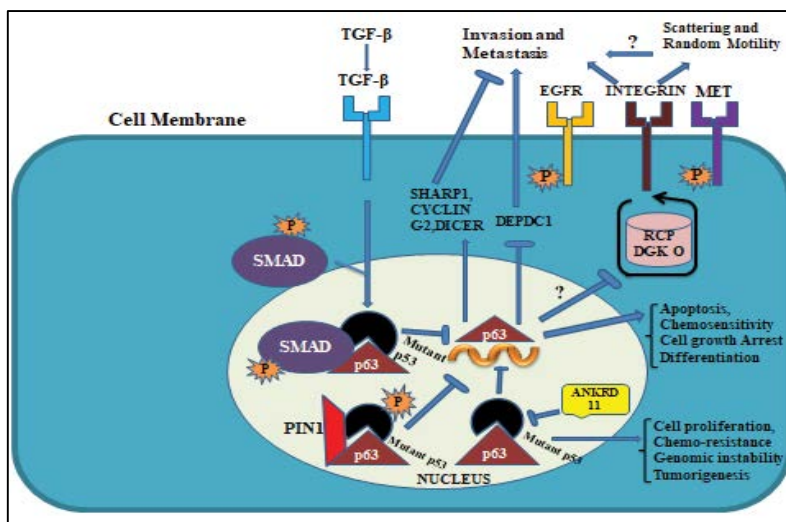 TGF-β
TGF-β
Invasion and
Metastasis
?
Scattering and
Random Motility
EGFR
INTEGRIN
MET
Cell Membrane
P
P
SHARP1,
CYCLIN
G2,DICER
DEPDC1
RCP
DGK O
P
SMAD
?
SMAD
P
p63
Mutant
p53
p63
Apoptosis,
Chemosensitivity
Cell growth Arrest
Differentiation
P
PIN1
p63
Mutant p53
ANKRD
11
p63
Mutant p53
NUCLEUS
Cell proliferation,
Chemo-resistance
Genomic instability
Tumorigenesis